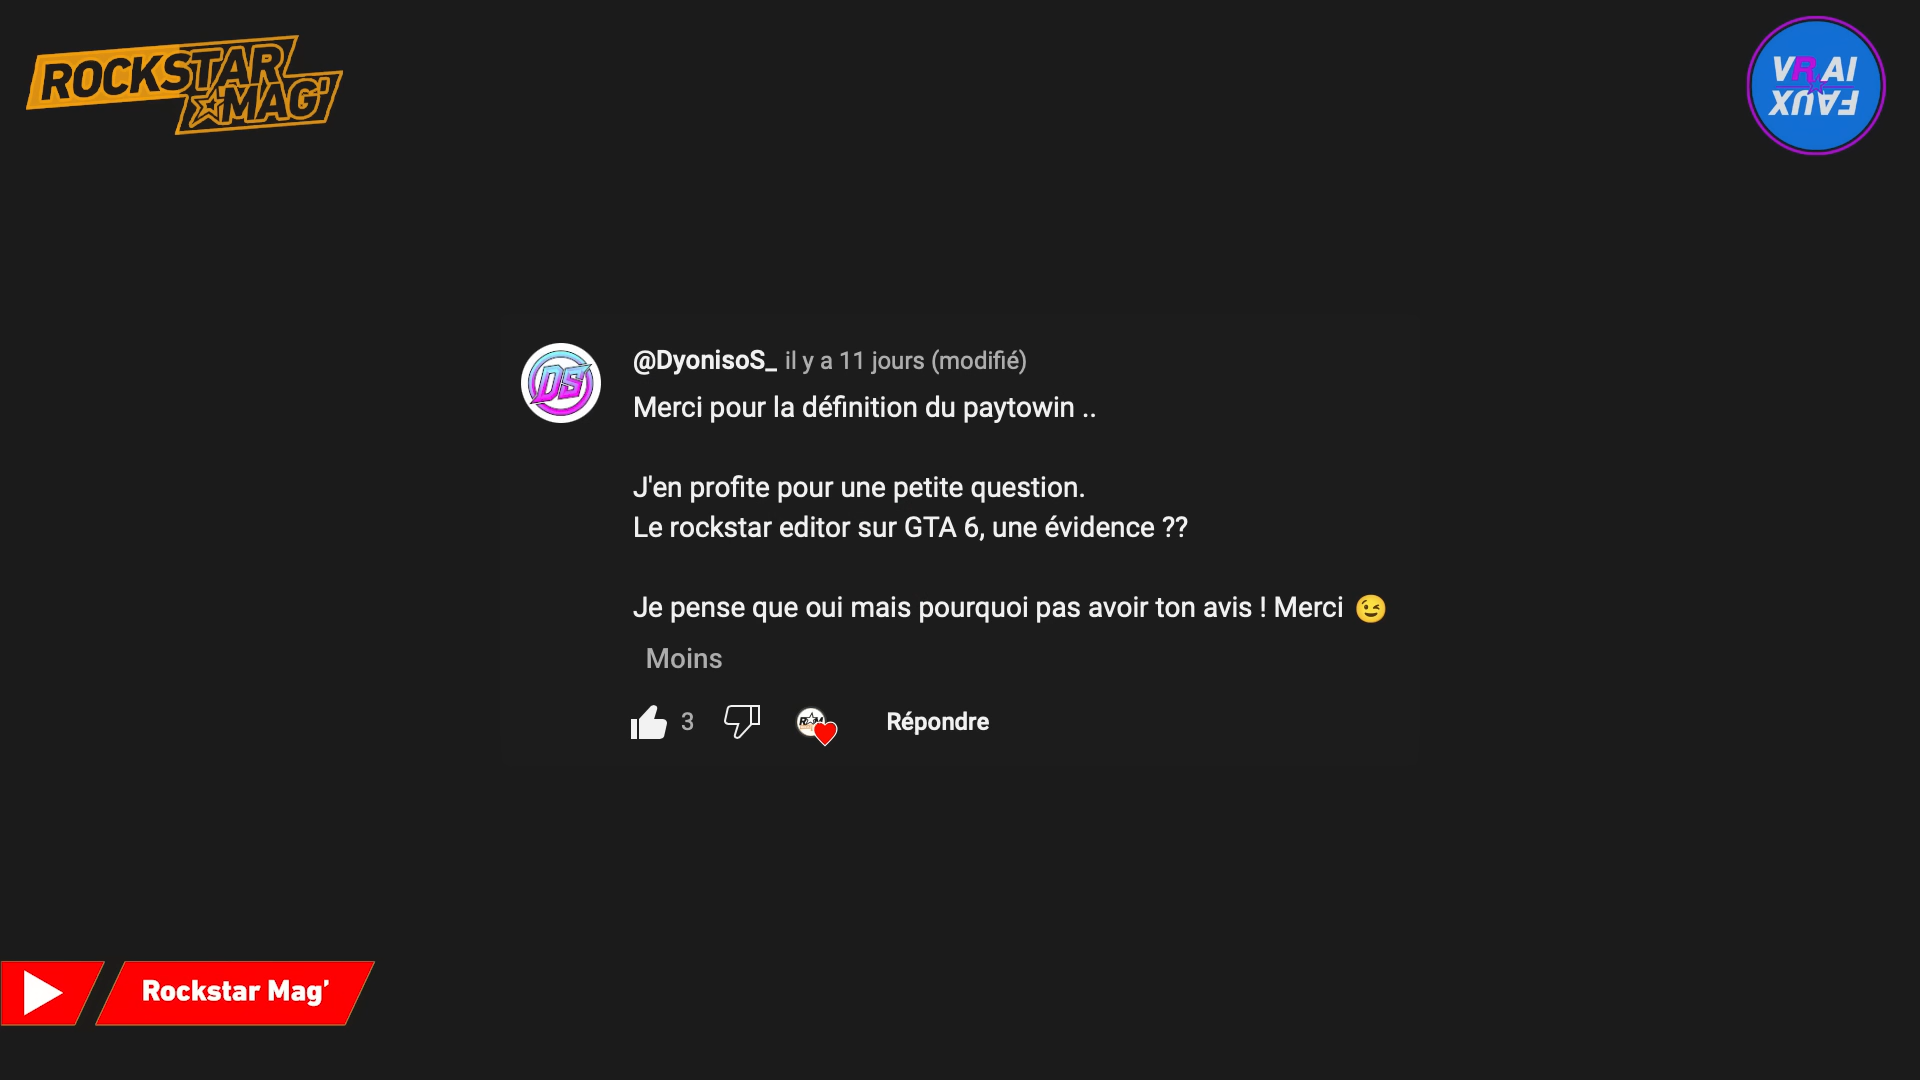 ROCKSTAR
MAG'
VRAI
FAUX
DS
@DyonisoS_ il y a 11 jours (modifié)
Merci pour la définition du paytowin ..
J'en profite pour une petite question.
Le rockstar editor sur GTA 6, une évidence ??
Je pense que oui mais pourquoi pas avoir ton avis ! Merci 😉
Moins
3
Répondre
Rockstar Mag'